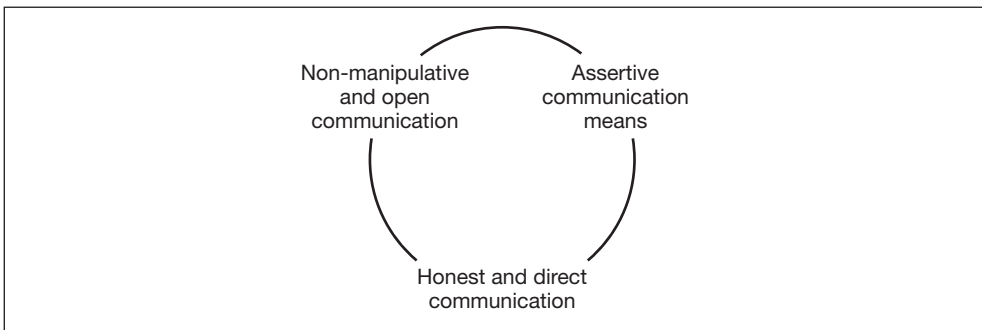 Non-manipulative
and open
communication
Assertive
communication
means
Honest and direct
communication